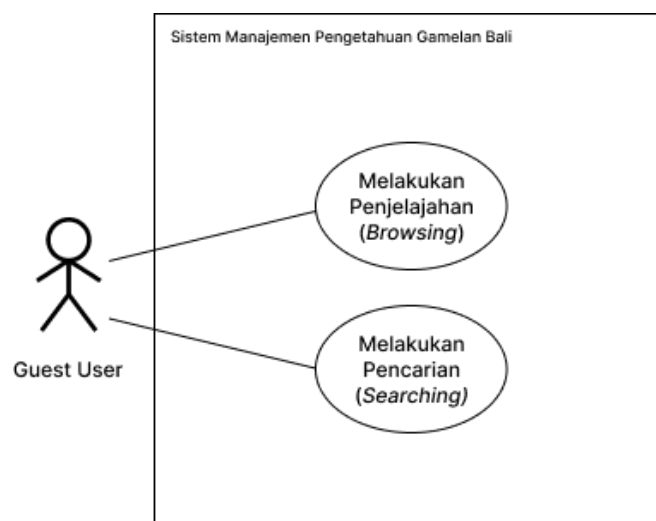 Sistem Manajemen Pengetahuan Gamelan Bali
Melakukan
Penjelajahan
(Browsing)
Guest User
Melakukan
Pencarian
(Searching)